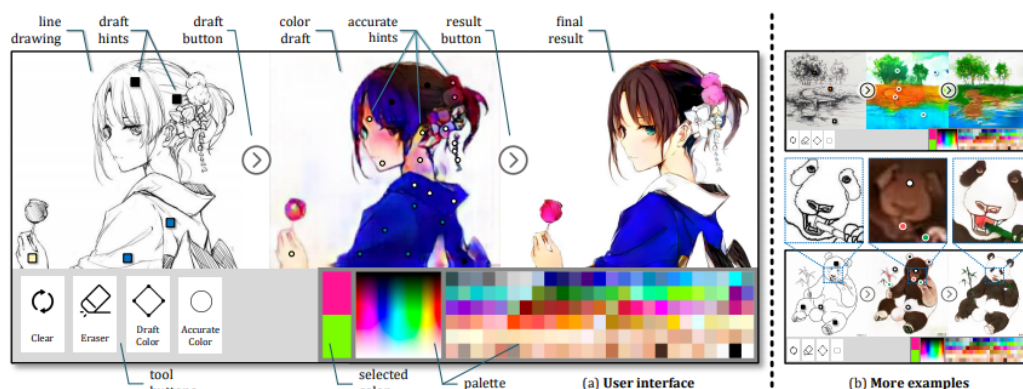 line
drawing
draft
hints
draft
button
color
draft
accurate
hints
result
button
final
result
Clear
Eraser
Draft
Color
Accurate
Color
tool
selected
palette
(a) User interface
(b) More examples